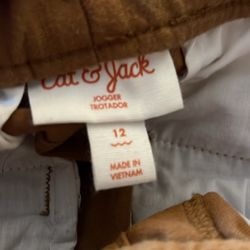 Cat & Jack
JOGGER
TROTADOR
12
MADE IN
VIETNAM